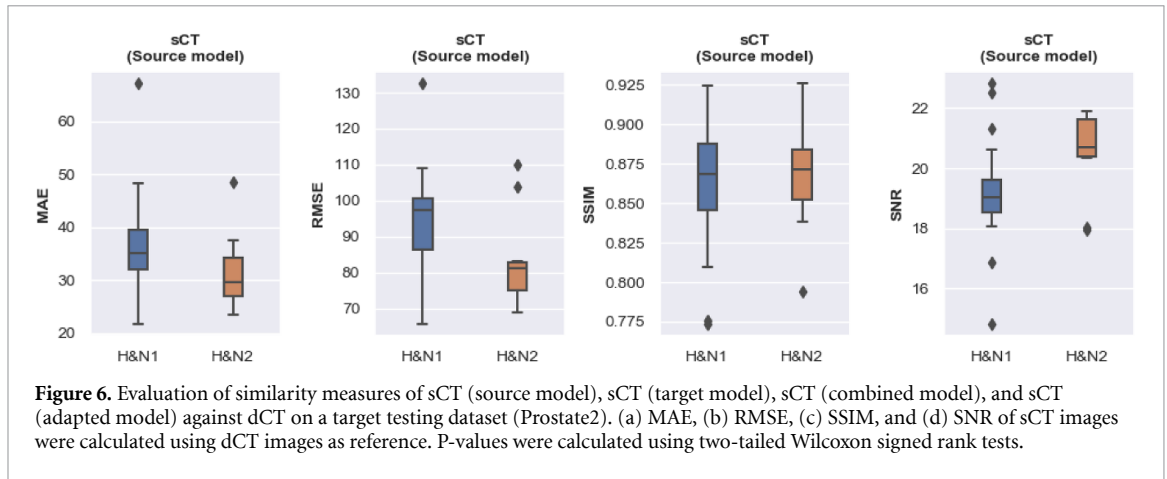 sCT
(Source model)
MAE
60
50
40
30
20
H&N1 H&N2
sCT
(Source model)
RMSE
130
120
110
100
90
80
70
H&N1 H&N2
sCT
(Source model)
SSIM
0.925
0.900
0.875
0.850
0.825
0.800
0.775
H&N1 H&N2
sCT
(Source model)
SNR
22
20
18
16
H&N1 H&N2
Figure 6. Evaluation of similarity measures of sCT (source model), sCT (target model), sCT (combined model), and sCT
(adapted model) against dCT on a target testing dataset (Prostate2). (a) MAE, (b) RMSE, (c) SSIM, and (d) SNR of sCT images
were calculated using dCT images as reference. P-values were calculated using two-tailed Wilcoxon signed rank tests.